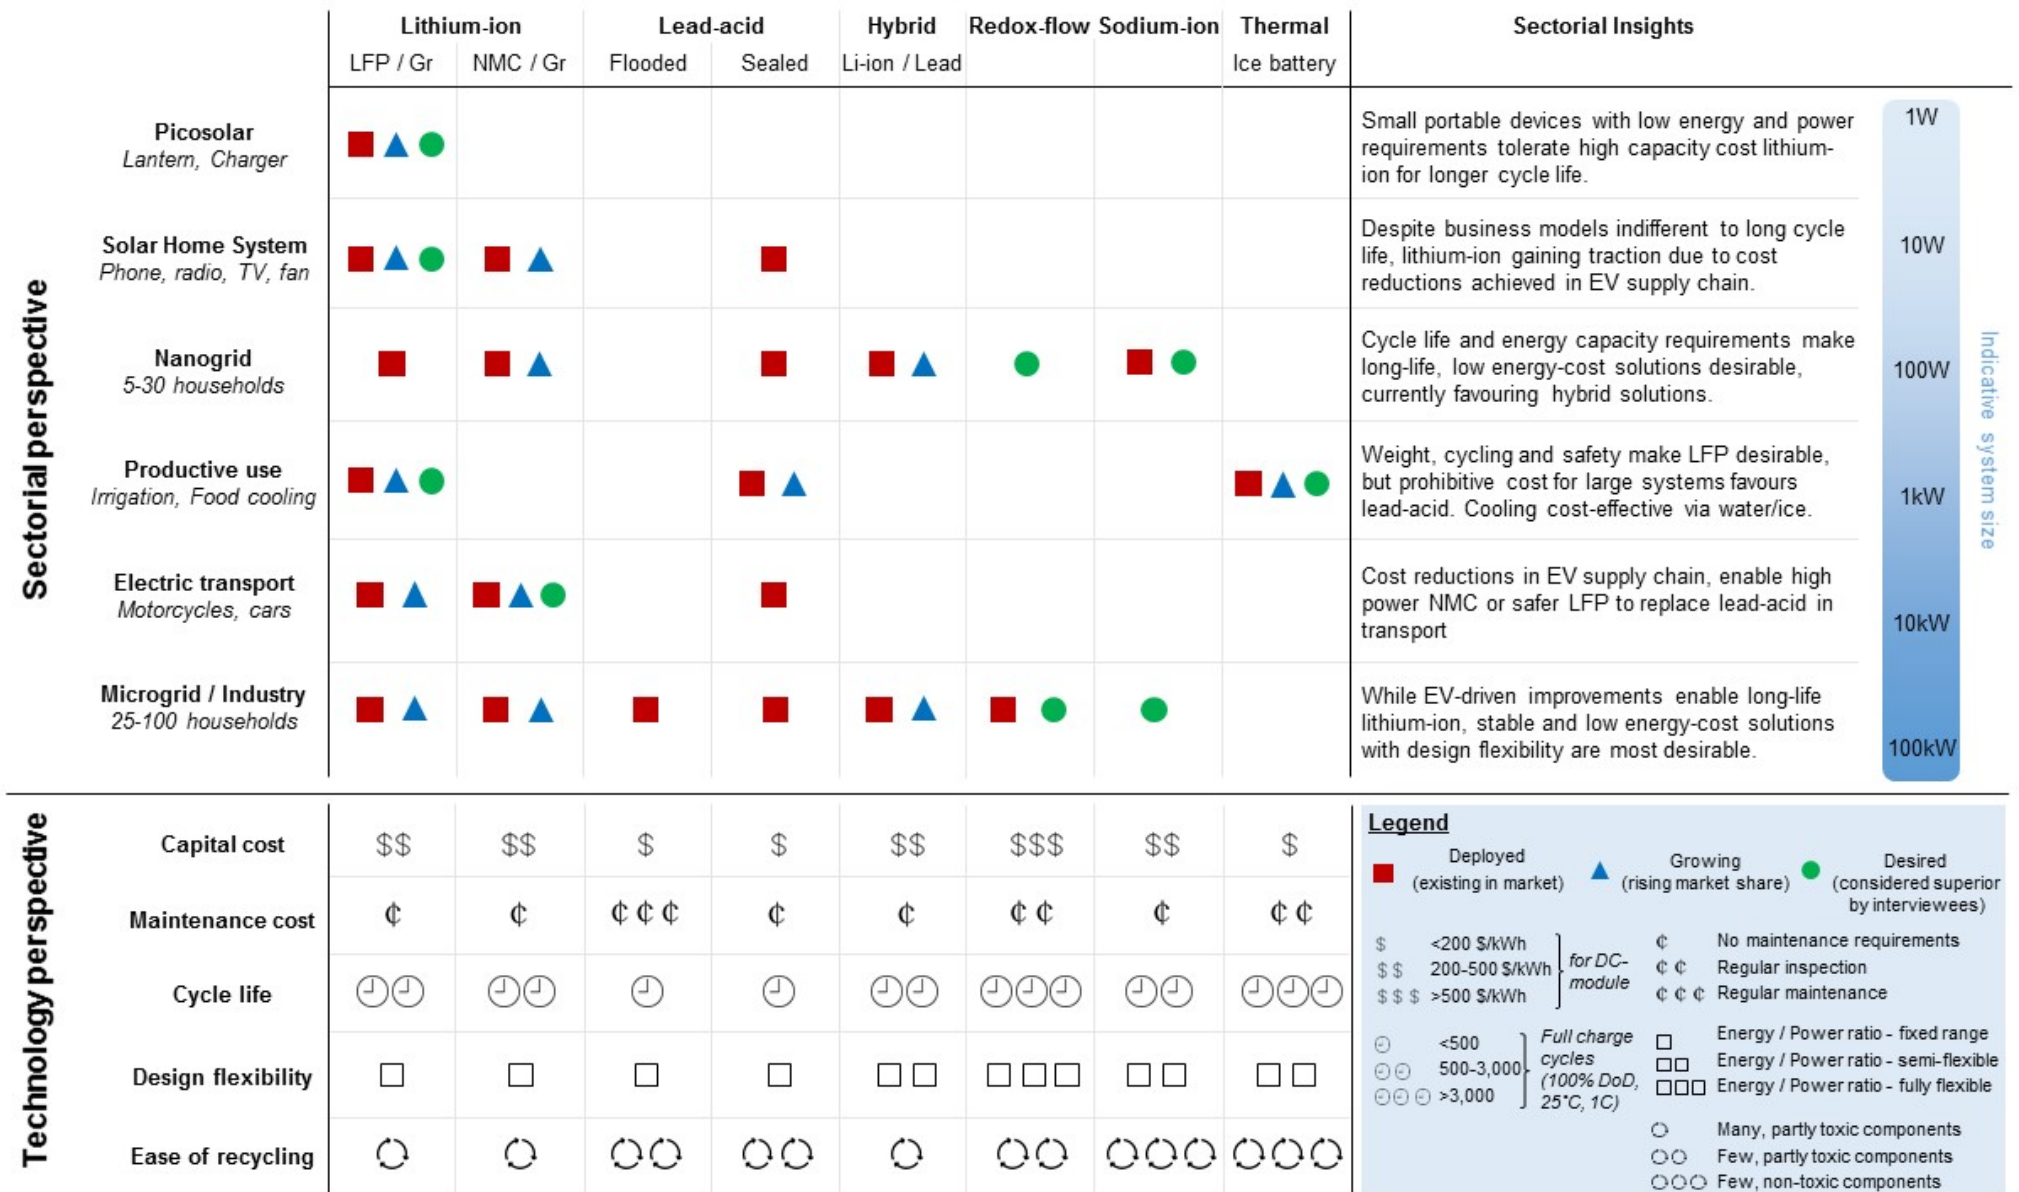 Lithium-ion Lead-acid Hybrid Redox-flow Sodium-ion Thermal Sectorial Insights
LFP / Gr NMC / Gr Flooded Sealed Li-ion / Lead Ice battery
Sectorial perspective
Picosolar
Lantern, Charger
Small portable devices with low energy and power
requirements tolerate high capacity cost lithium-
ion for longer cycle life.
Solar Home System
Phone, radio, TV, fan
Despite business models indifferent to long cycle
life, lithium-ion gaining traction due to cost
reductions achieved in EV supply chain.
Nanogrid
5-30 households
Cycle life and energy capacity requirements make
long-life, low energy-cost solutions desirable,
currently favouring hybrid solutions.
Productive use
Irrigation, Food cooling
Weight, cycling and safety make LFP desirable,
but prohibitive cost for large systems favours
lead-acid. Cooling cost-effective via water/ice.
Electric transport
Motorcycles, cars
Cost reductions in EV supply chain, enable high
power NMC or safer LFP to replace lead-acid in
transport
Microgrid / Industry
25-100 households
While EV-driven improvements enable long-life
lithium-ion, stable and low energy-cost solutions
with design flexibility are most desirable.
1W
10W
100W
1kW
10kW
100kW
Indicative system size
Technology perspective
Capital cost $$ $$ $ $ $$ $$$ $$ $
Maintenance cost ¢ ¢ ¢ ¢ ¢ ¢ ¢ ¢ ¢ ¢ ¢ ¢
Cycle life
Design flexibility
Ease of recycling
Legend
Deployed
(existing in market)
Growing
(rising market share)
Desired
(considered superior
by interviewees)
$ <200 $/kWh
$ $ 200-500 $/kWh
$ $ $ >500 $/kWh
for DC-
module
¢ No maintenance requirements
¢ ¢ Regular inspection
¢ ¢ ¢ Regular maintenance
<500
500-3,000
>3,000
Full charge
cycles
(100% DoD,
25°C, 1C)
Energy / Power ratio - fixed range
Energy / Power ratio - semi-flexible
Energy / Power ratio - fully flexible
Many, partly toxic components
Few, partly toxic components
Few, non-toxic components